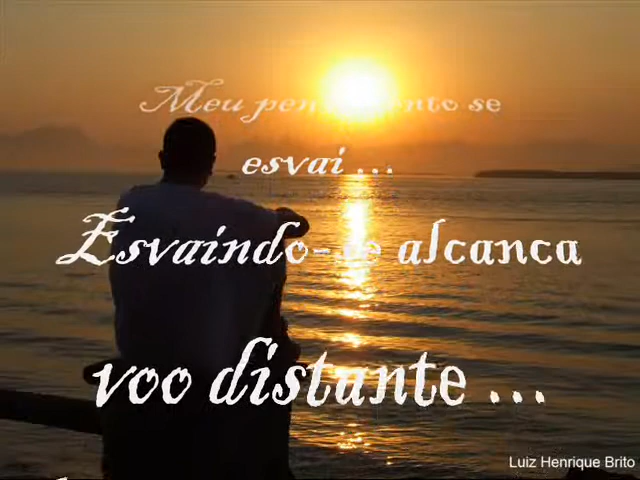 Meu pensamento se
esvai ...
Esvaindo-se alcanca
voo distante ...
Luiz Henrique Brito